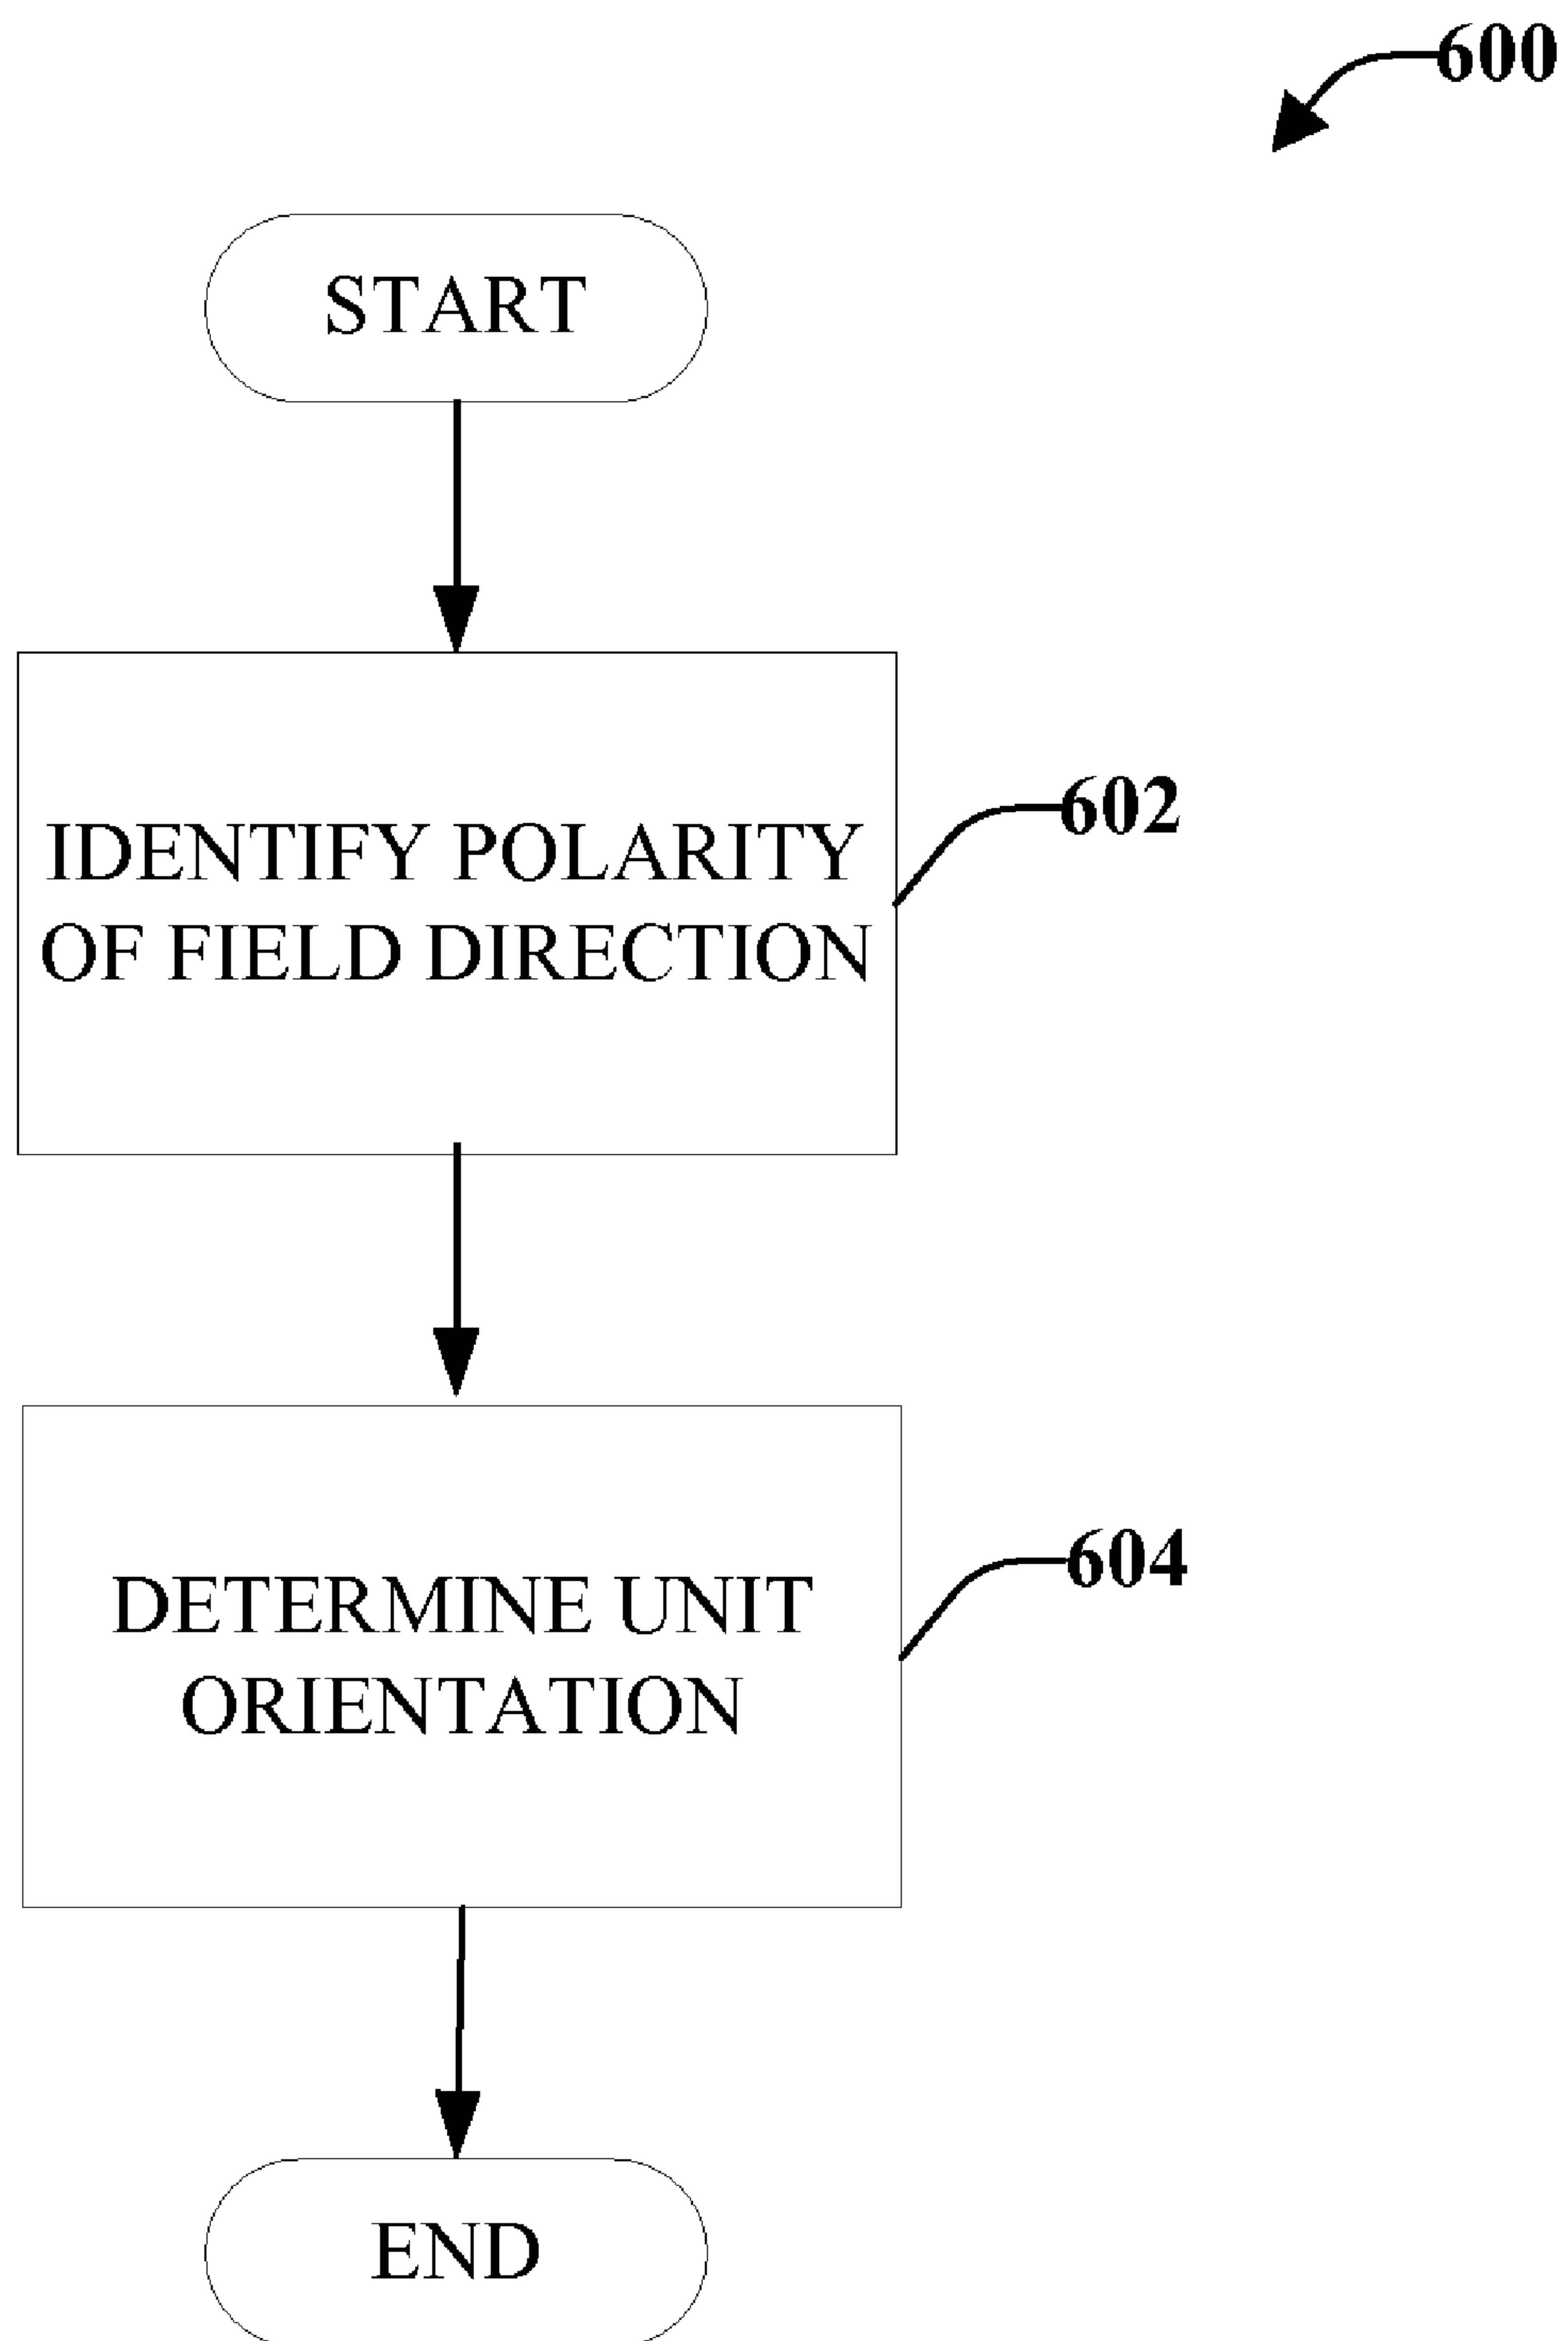 600
START
IDENTIFY POLARITY
OF FIELD DIRECTION
602
DETERMINE UNIT
ORIENTATION
604
END